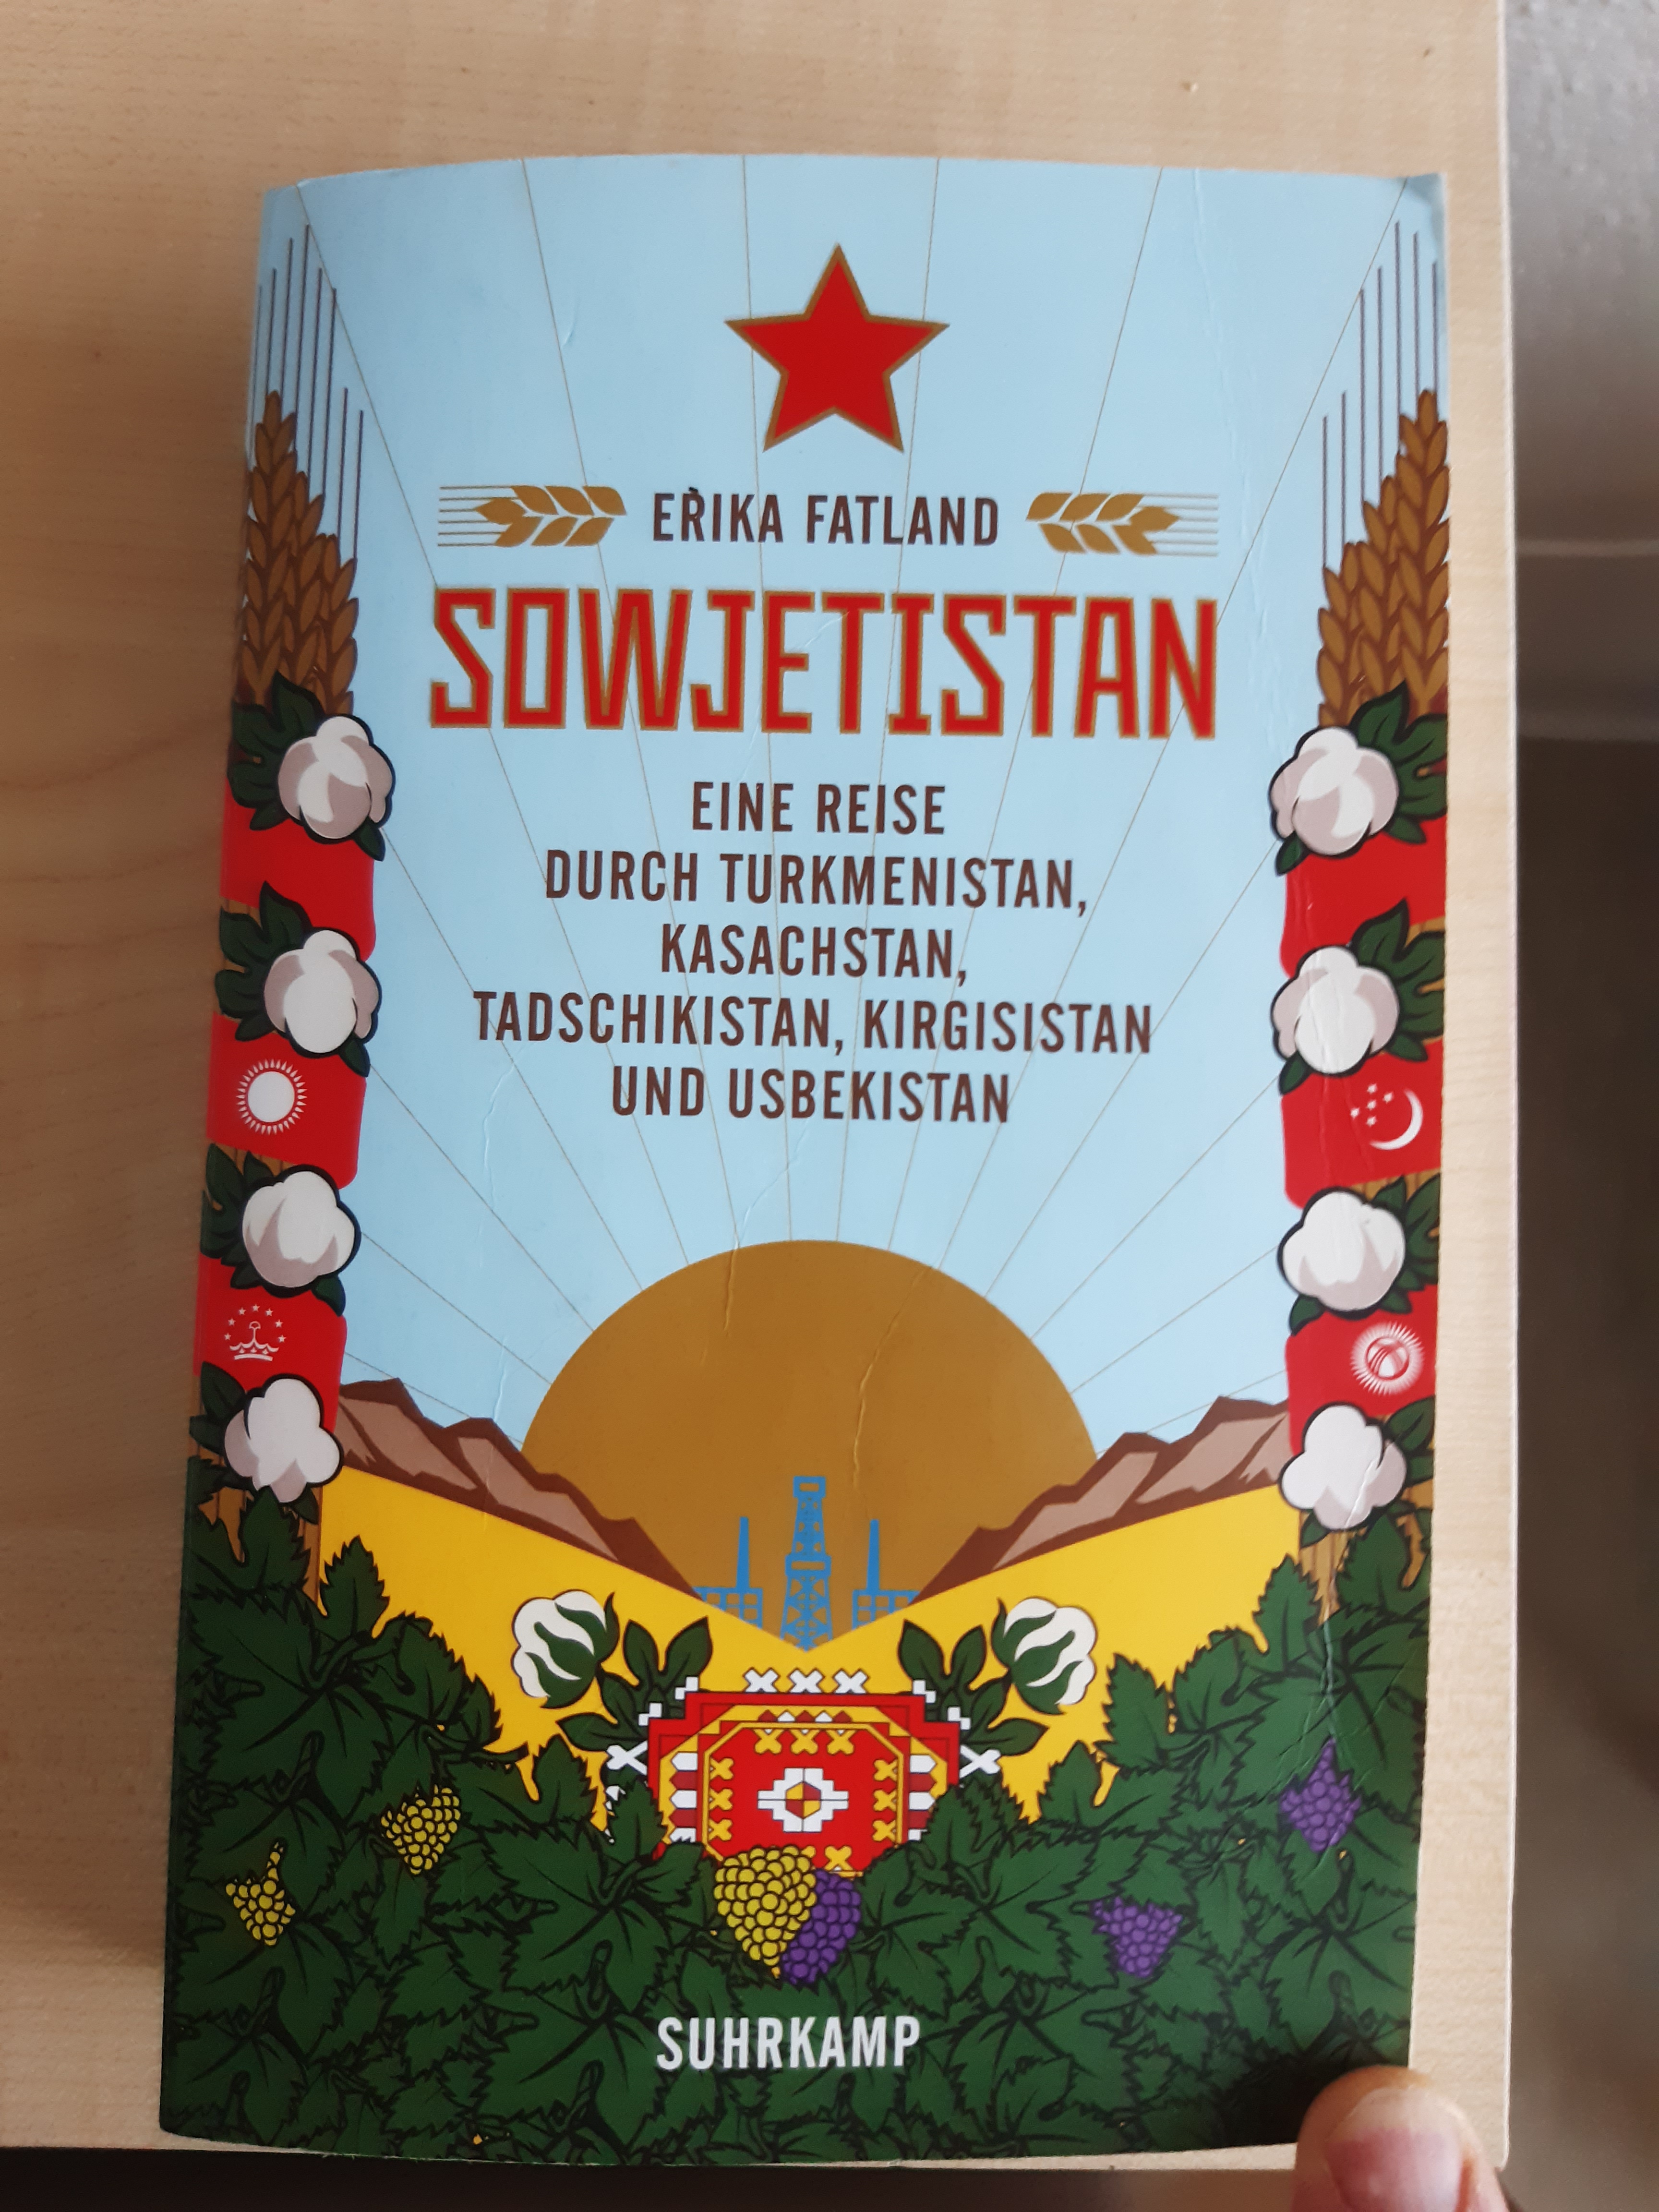 ERIKA FATLAND
SOWJETISTAN
EINE REISE
DURCH TURKMENISTAN,
KASACHSTAN,
TADSCHIKISTAN, KIRGISISTAN
UND USBEKISTAN
SUHRKAMP